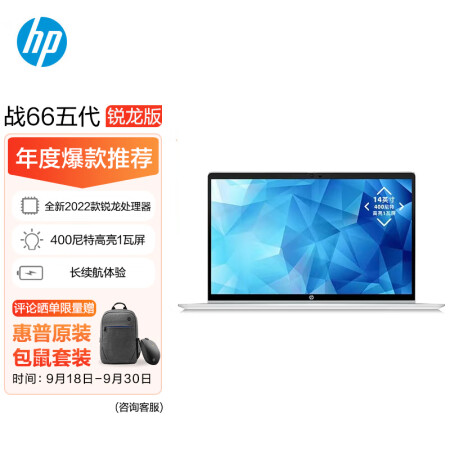 hp
战66五代 锐龙版
年度爆款推荐
全新2022款锐龙处理器
400尼特高亮1瓦屏
长续航体验
评论晒单限量赠
惠普原装
包鼠套装
时间：9月18日-9月30日
(咨询客服)
14英寸
400尼特
高亮1瓦屏
hp